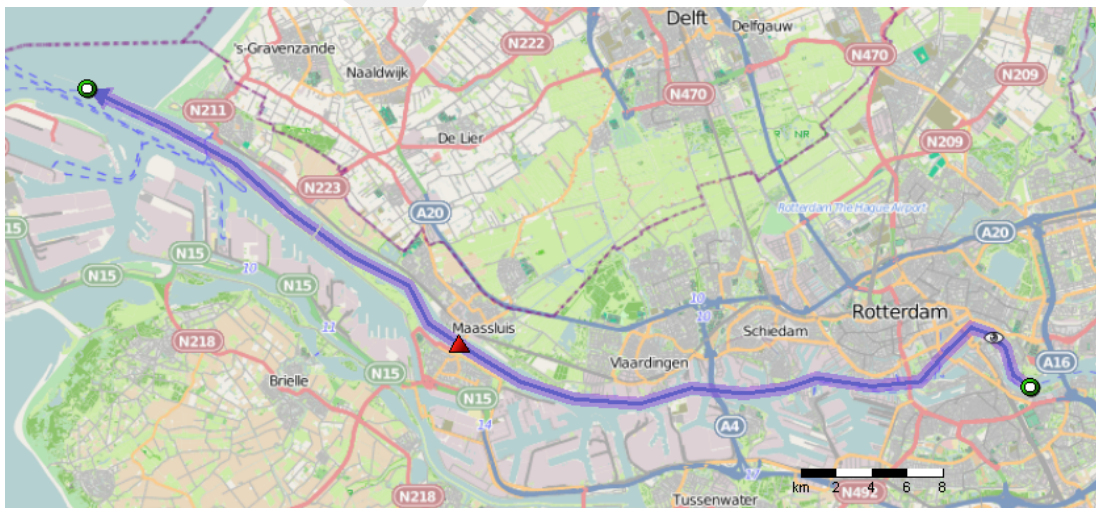 Delft
Delfgauw
's-Gravenzande
N222
N470
Naaldwijk
N209
N470
N211
De Lier
R
NR
N209
N223
A20
Rotterdam The Hague Airport
A20
15
N15
10
N15
N15
10
10
Rotterdam
11
Maassluis
Schiedam
N218
Vlaardingen
A16
N15
Brielle
N15
14
A4
17
km 2 4 6 8
N218
N492
Tussenwater